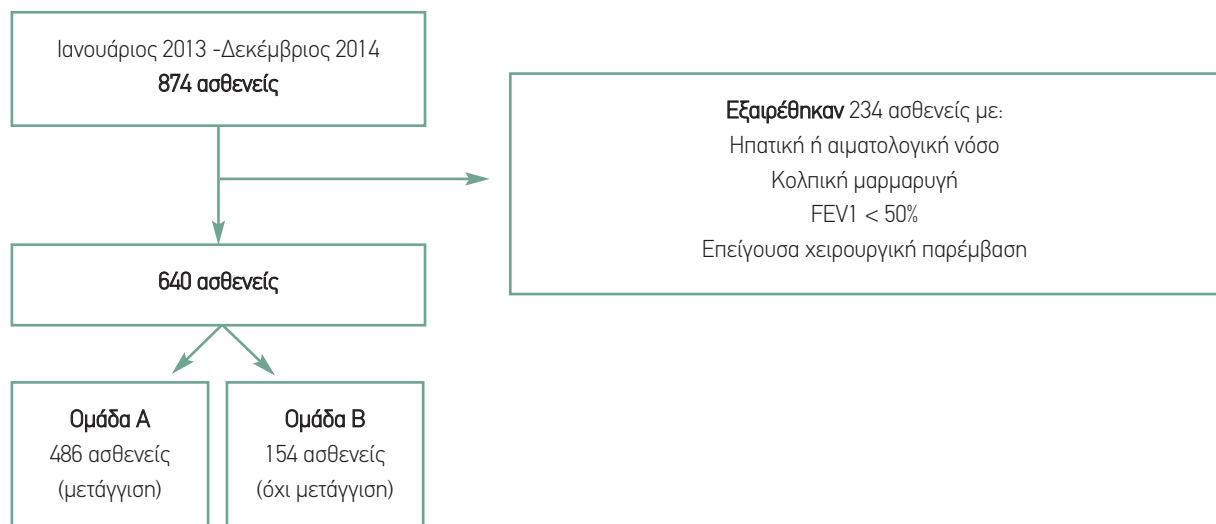 Ιανουάριος 2013 -Δεκέμβριος 2014
874 ασθενείς
Εξαιρέθηκαν 234 ασθενείς με:
Ηπατική ή αιματολογική νόσο
Κολπική μαρμαρυγή
FEV1 < 50%
Επείγουσα χειρουργική παρέμβαση
640 ασθενείς
Ομάδα Α
486 ασθενείς
(μετάγγιση)
Ομάδα Β
154 ασθενείς
(όχι μετάγγιση)